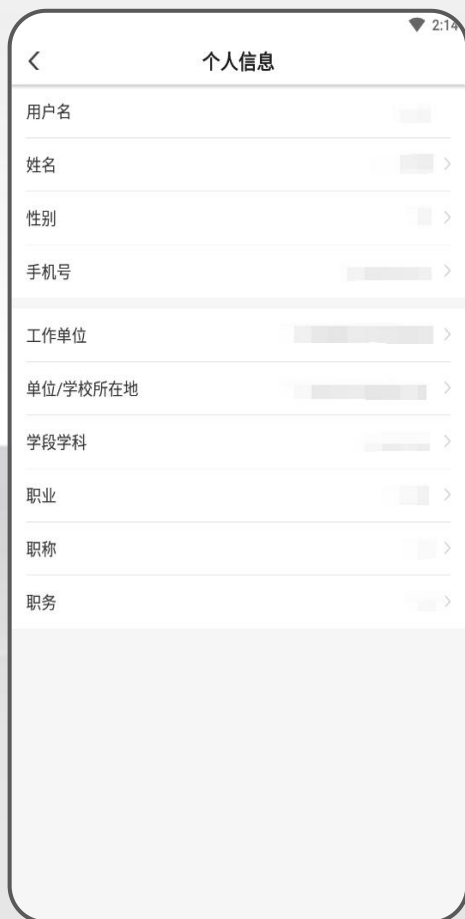 2:14
个人信息
用户名
姓名
性别
手机号
工作单位
单位/学校所在地
学段学科
职业
职称
职务